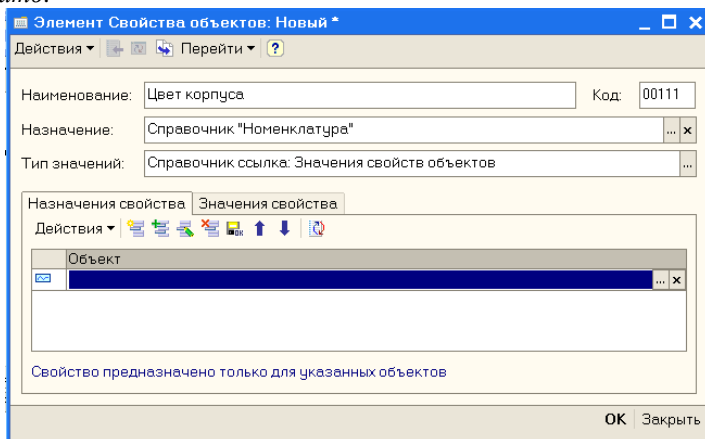 Элемент Свойства объектов: Новый *
Действия Перейти ?
Наименование: Цвет корпуса Код: 00111
Назначение: Справочник "Номенклатура" ... x
Тип значений: Справочник ссылка: Значения свойств объектов ...
Назначения свойства Значения свойства
Действия
Объект
... x
Свойство предназначено только для указанных объектов
OK Закрыть